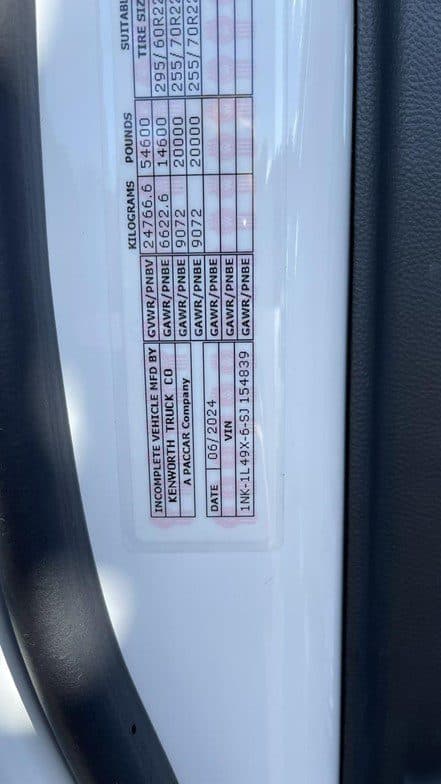 INCOMPLETE VEHICLE MFD BY
KENWORTH TRUCK CO
A PACCAR Company
DATE 06/2024
VIN
1NK-1L49X-6-SJ154839
KILOGRAMS POUNDS SUITABL
TIRE SIZ
GVWR/PNBV 24766.6 54600
GAWR/PNBE 6622.6 14600 295/60R22
GAWR/PNBE 9072 20000 255/70R22
GAWR/PNBE 9072 20000 255/70R22
GAWR/PNBE
GAWR/PNBE
GAWR/PNBE